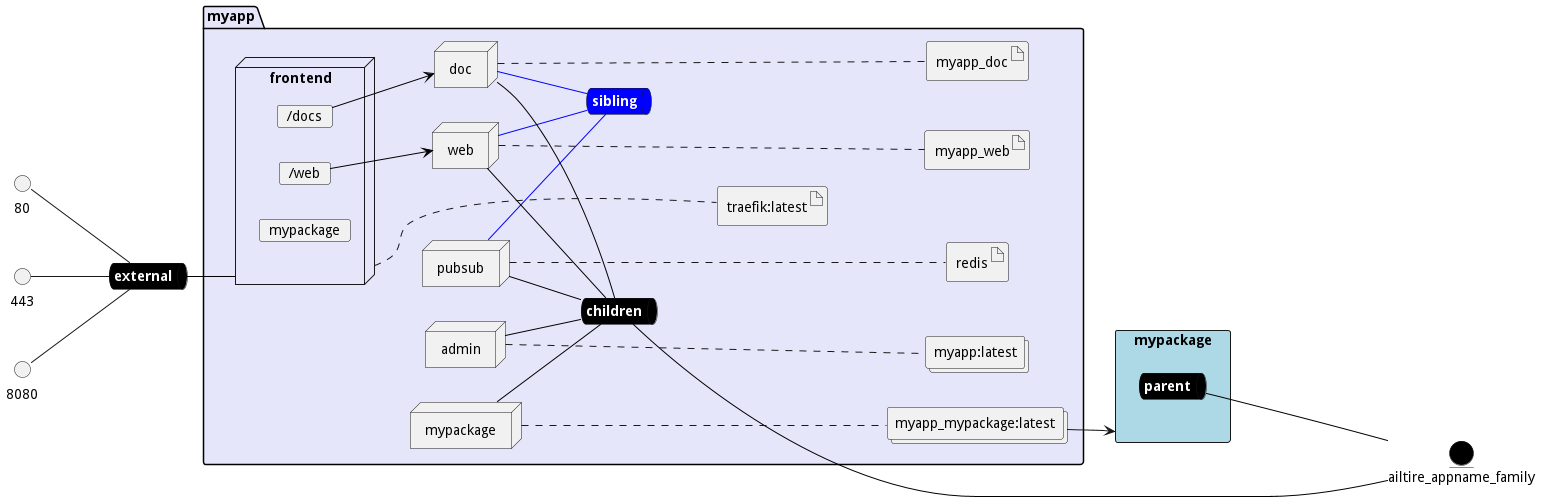 myapp
frontend
/docs
/web
mypackage
80
443
8080
external
doc
web
pubsub
admin
mypackage
sibling
children
myapp_doc
myapp_web
traefik:latest
redis
myapp:latest
myapp_mypackage:latest
mypackage
parent
ailtire_appname_family